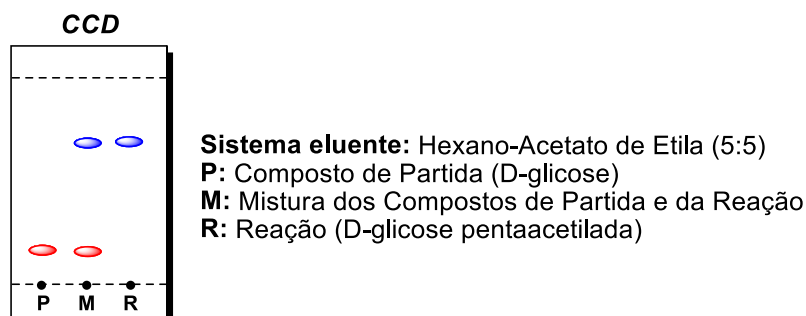 CCD
Sistema eluente: Hexano-Acetato de Etila (5:5)
P: Composto de Partida (D-glicose)
M: Mistura dos Compostos de Partida e da Reação
R: Reação (D-glicose pentaacetilada)
P M R